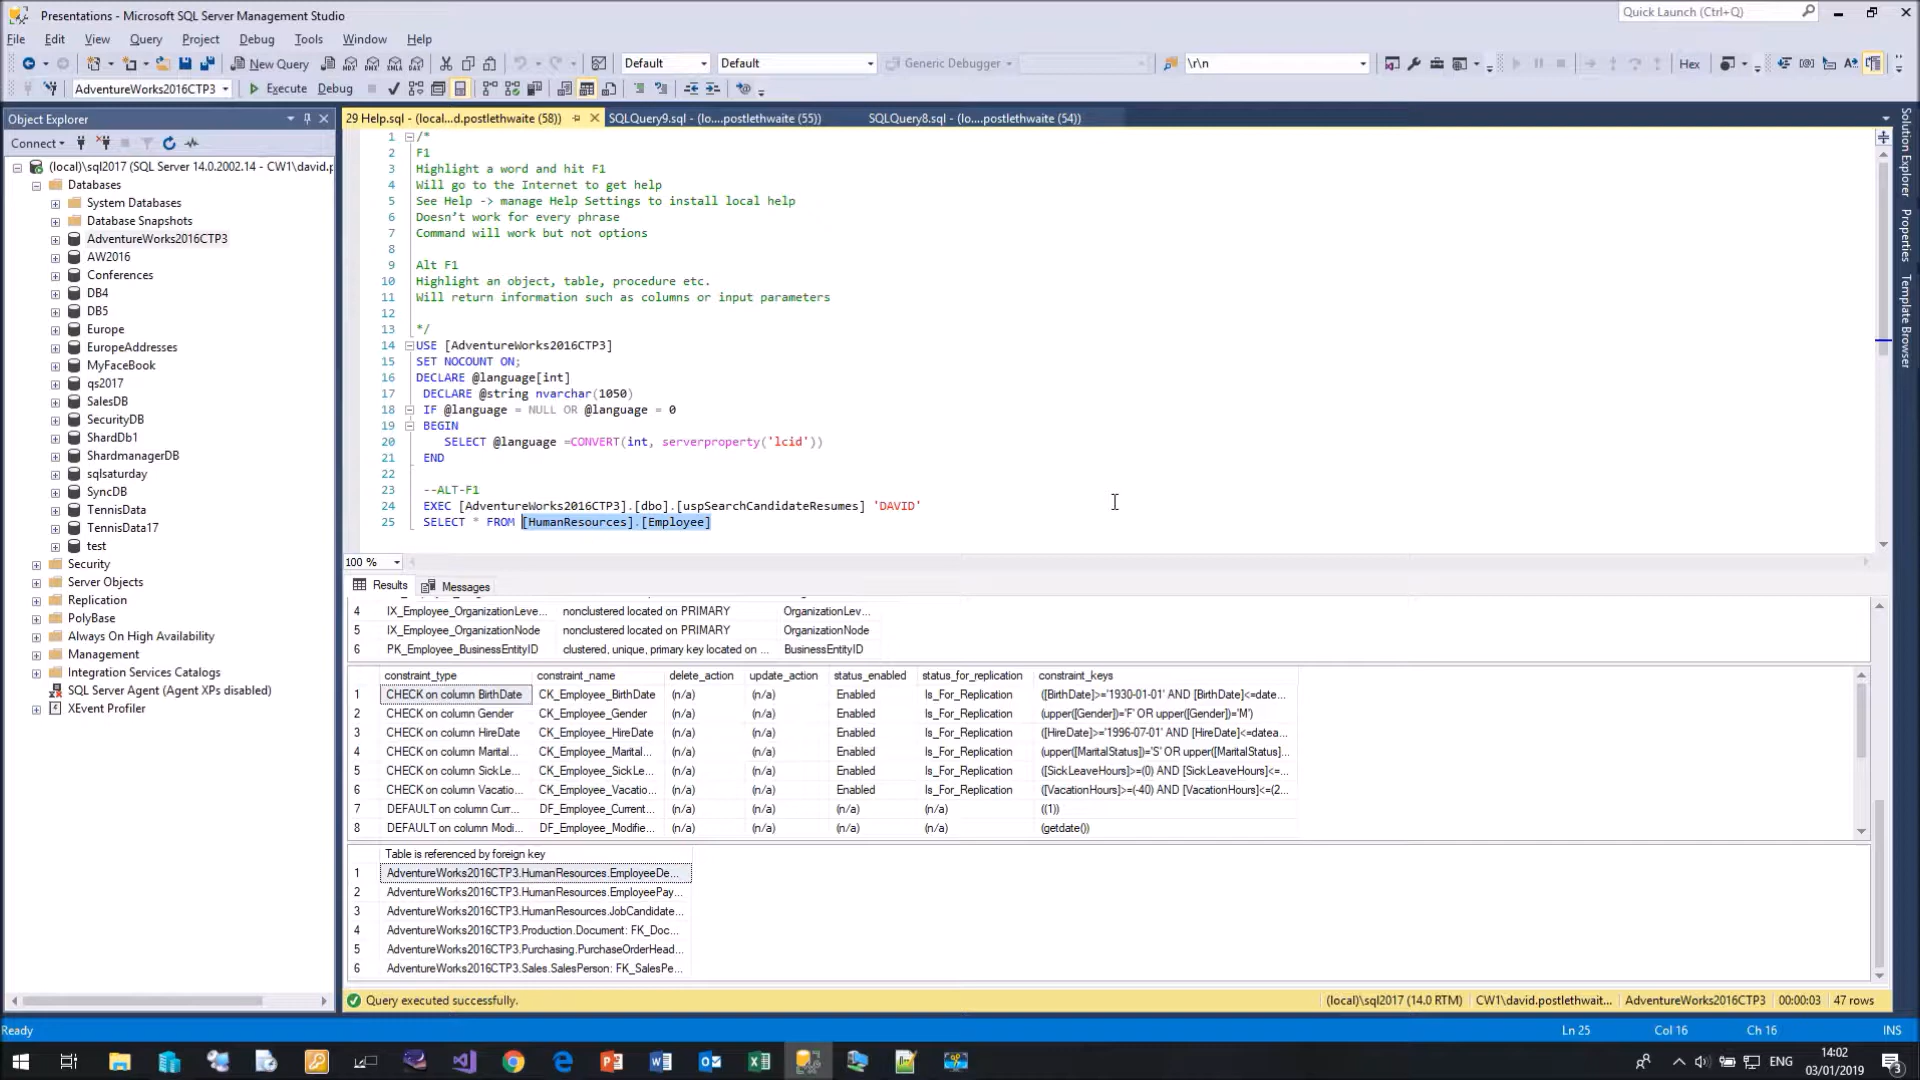 Presentations - Microsoft SQL Server Management Studio
Quick Launch (Ctrl+Q)
File Edit View Query Project Debug Tools Window Help
New Query
Default
Default
Generic Debugger
\r\n
Hex
AdventureWorks2016CTP3
Execute
Debug
Object Explorer
29 Help.sql - (local...d.postlethwaite (58))
SQLQuery9.sql - (lo....postlethwaite (55))
SQLQuery8.sql - (lo....postlethwaite (54))
Connect
(local)\sql2017 (SQL Server 14.0.2002.14 - CW1\david.p
Databases
System Databases
Database Snapshots
AdventureWorks2016CTP3
AW2016
Conferences
DB4
DB5
Europe
EuropeAddresses
MyFaceBook
qs2017
SalesDB
SecurityDB
ShardDb1
ShardmanagerDB
sqlsaturday
SyncDB
TennisData
TennisData17
test
Security
Server Objects
Replication
PolyBase
Always On High Availability
Management
Integration Services Catalogs
SQL Server Agent (Agent XPs disabled)
XEvent Profiler
1 /*
2 F1
3 Highlight a word and hit F1
4 Will go to the Internet to get help
5 See Help -> manage Help Settings to install local help
6 Doesn't work for every phrase
7 Command will work but not options
8
9 Alt F1
10 Highlight an object, table, procedure etc.
11 Will return information such as columns or input parameters
12
13 */
14 USE [AdventureWorks2016CTP3]
15 SET NOCOUNT ON;
16 DECLARE @language[int]
17 DECLARE @string nvarchar(1050)
18 IF @language = NULL OR @language = 0
19 BEGIN
20 SELECT @language =CONVERT(int, serverproperty('lcid'))
21 END
22
23 --ALT-F1
24 EXEC [AdventureWorks2016CTP3].[dbo].[uspSearchCandidateResumes] 'DAVID'
25 SELECT * FROM [HumanResources].[Employee]
Solution Explorer
Properties
Template Browser
100 %
Results
Messages
4 IX_Employee_OrganizationLeve... nonclustered located on PRIMARY OrganizationLev...
5 IX_Employee_OrganizationNode nonclustered located on PRIMARY OrganizationNode
6 PK_Employee_BusinessEntityID clustered, unique, primary key located on ... BusinessEntityID
constraint_type constraint_name delete_action update_action status_enabled status_for_replication constraint_keys
1 CHECK on column BirthDate CK_Employee_BirthDate (n/a) (n/a) Enabled Is_For_Replication ([BirthDate]>='1930-01-01' AND [BirthDate]<=date...
2 CHECK on column Gender CK_Employee_Gender (n/a) (n/a) Enabled Is_For_Replication (upper([Gender])='F' OR upper([Gender])='M')
3 CHECK on column HireDate CK_Employee_HireDate (n/a) (n/a) Enabled Is_For_Replication ([HireDate]>='1996-07-01' AND [HireDate]<=datea...
4 CHECK on column Marital... CK_Employee_Marital... (n/a) (n/a) Enabled Is_For_Replication (upper([MaritalStatus])='S' OR upper([MaritalStatus]...
5 CHECK on column SickLe... CK_Employee_SickLe... (n/a) (n/a) Enabled Is_For_Replication ([SickLeaveHours]>=(0) AND [SickLeaveHours]<=...
6 CHECK on column Vacatio... CK_Employee_Vacatio... (n/a) (n/a) Enabled Is_For_Replication ([VacationHours]>=(-40) AND [VacationHours]<=(2...
7 DEFAULT on column Curr... DF_Employee_Current... (n/a) (n/a) (n/a) (n/a) ((1))
8 DEFAULT on column Modi... DF_Employee_Modifie... (n/a) (n/a) (n/a) (n/a) (getdate())
Table is referenced by foreign key
1 AdventureWorks2016CTP3.HumanResources.EmployeeDe...
2 AdventureWorks2016CTP3.HumanResources.EmployeePay...
3 AdventureWorks2016CTP3.HumanResources.JobCandidate...
4 AdventureWorks2016CTP3.Production.Document: FK_Doc...
5 AdventureWorks2016CTP3.Purchasing.PurchaseOrderHead...
6 AdventureWorks2016CTP3.Sales.SalesPerson: FK_SalesPe...
Query executed successfully.
(local)\sql2017 (14.0 RTM) CW1\david.postlethwait... AdventureWorks2016CTP3 00:00:03 47 rows
Ready
Ln 25 Col 16 Ch 16 INS
ENG
14:02
03/01/2019
3